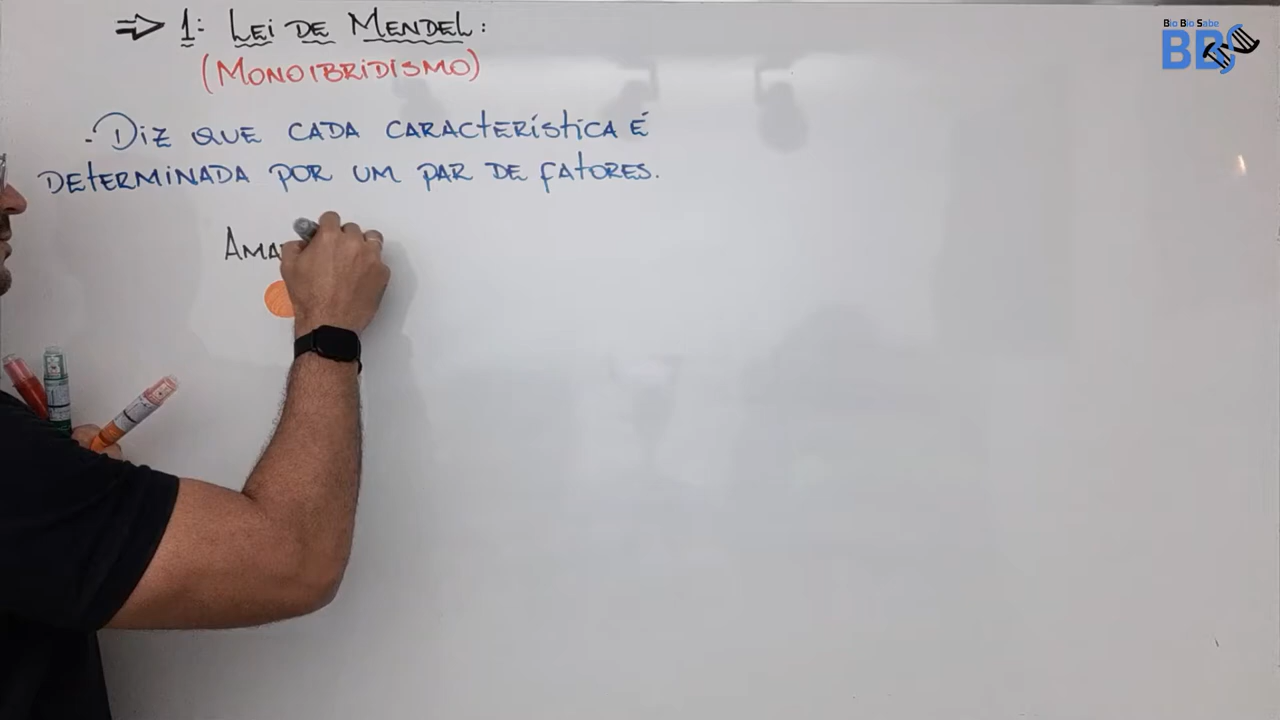 ⇒ 1ª Lei de Mendel:
(Monoibridismo)
- Diz que cada característica é
determinada por um par de fatores.
Bio Bio Sabe
BBS